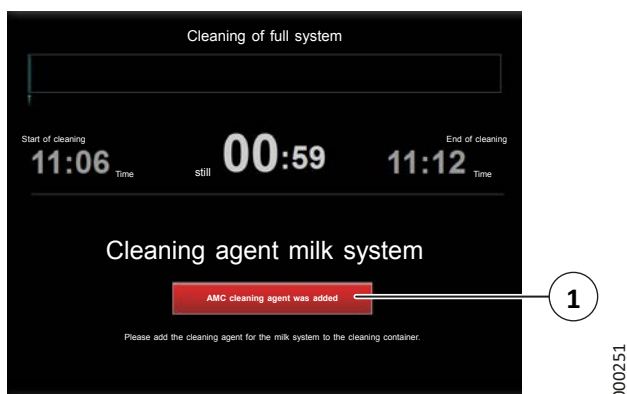 Cleaning of full system
Start of cleaning
11:06 Time
still 00:59
End of cleaning
11:12 Time
Cleaning agent milk system
AMC cleaning agent was added
1
Please add the cleaning agent for the milk system to the cleaning container.